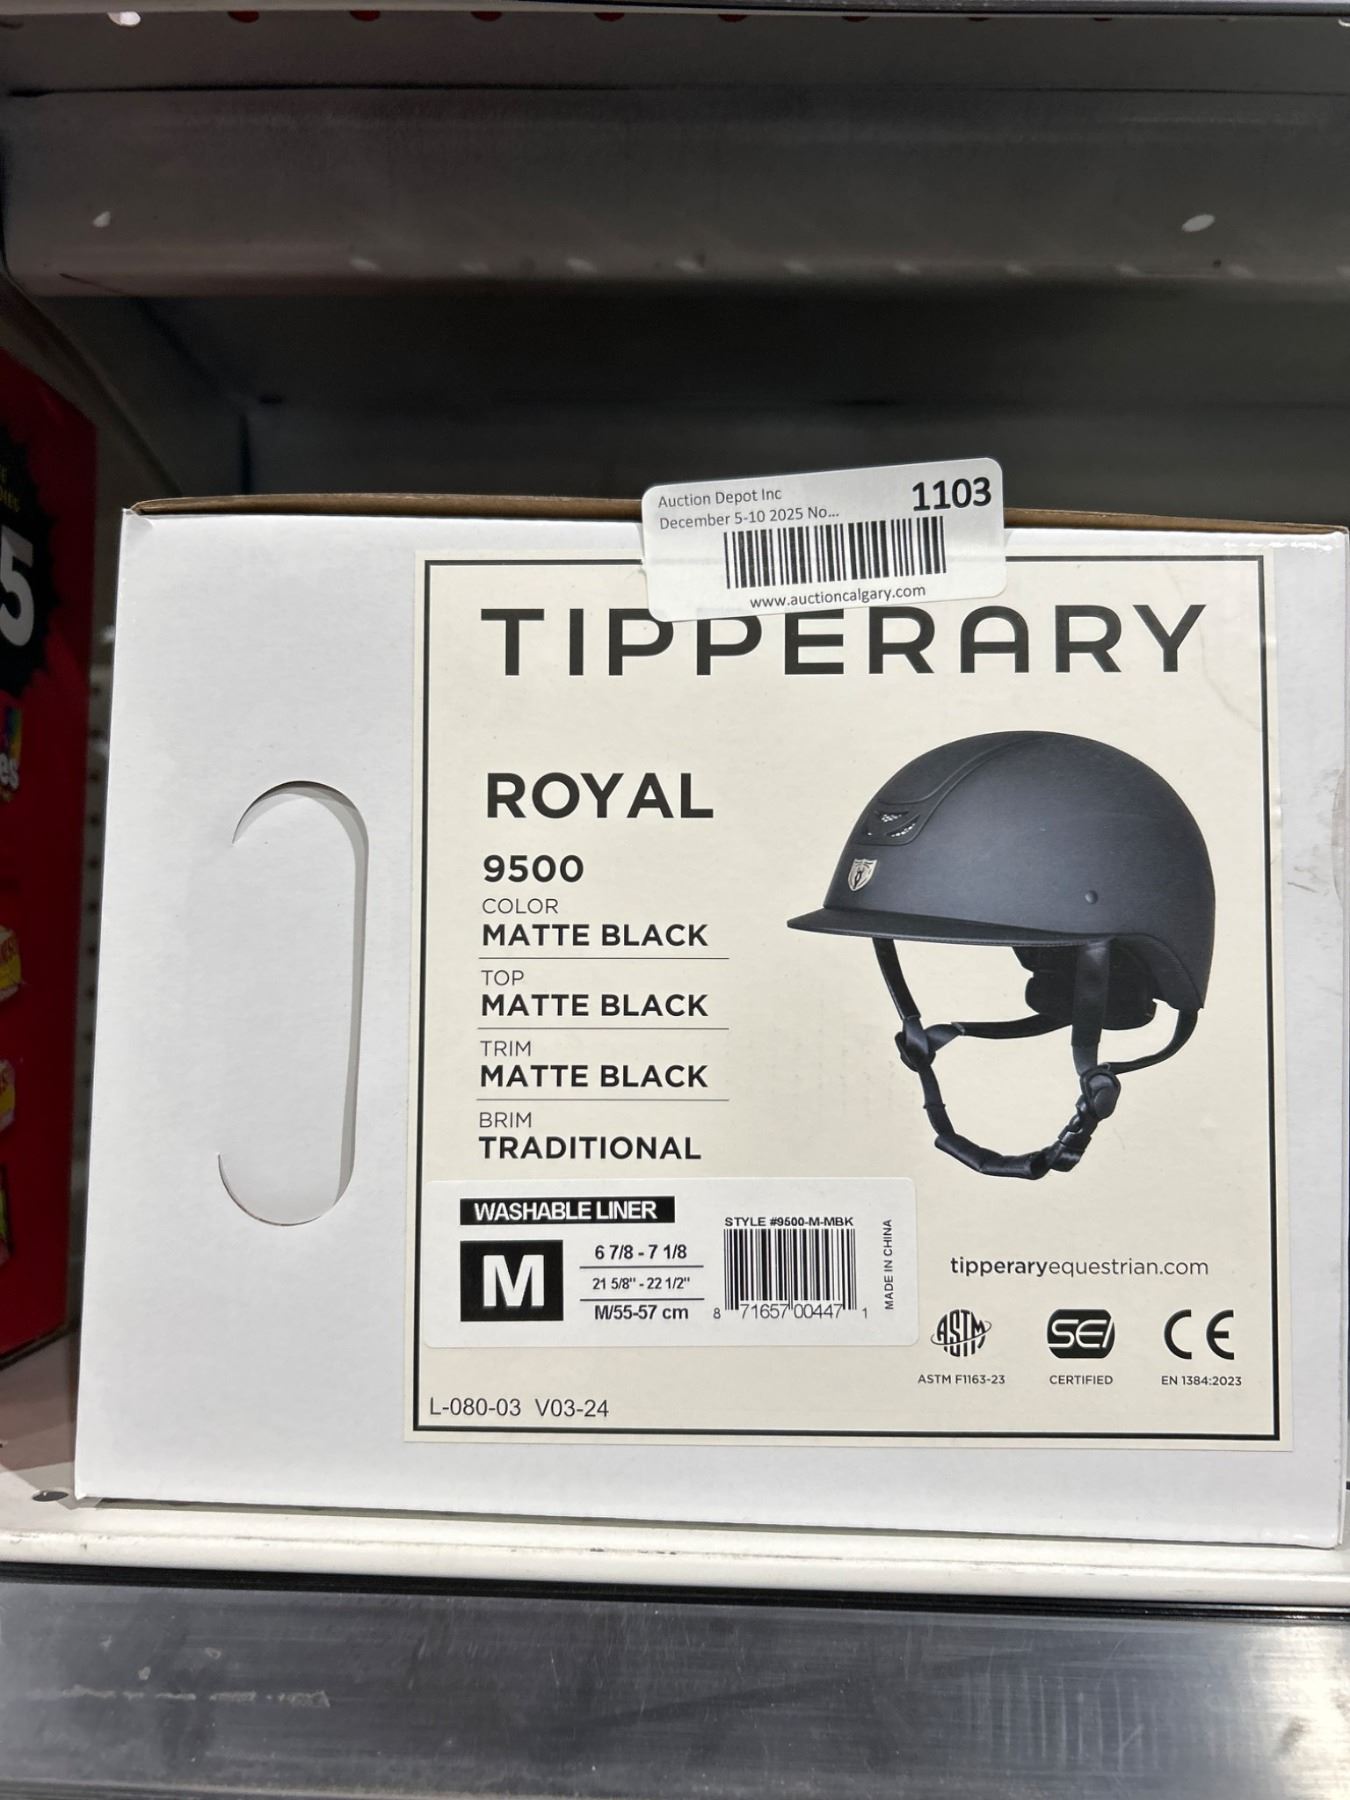 Auction Depot Inc
1103
December 5-10 2025 No...
www.auctioncalgary.com
TIPPERARY
ROYAL
9500
COLOR
MATTE BLACK
TOP
MATTE BLACK
TRIM
MATTE BLACK
BRIM
TRADITIONAL
WASHABLE LINER
M
6 7/8 - 7 1/8
21 5/8" - 22 1/2"
M/55-57 cm
STYLE #9500-M-MBK
8 71657 00447 1
MADE IN CHINA
tipperaryequestrian.com
ASTM
SEI
CE
ASTM F1163-23
CERTIFIED
EN 1384:2023
L-080-03 V03-24
5